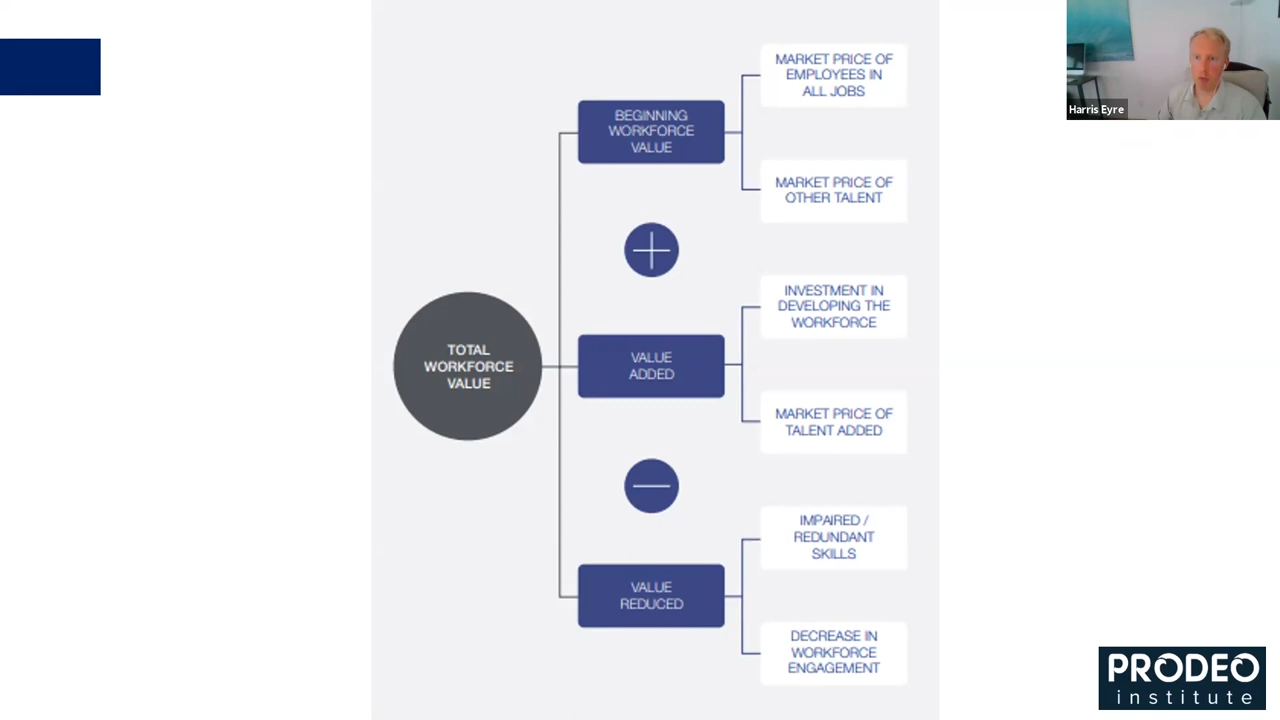 MARKET PRICE OF
EMPLOYEES IN
ALL JOBS
BEGINNING
WORKFORCE
VALUE
MARKET PRICE OF
OTHER TALENT
INVESTMENT IN
DEVELOPING THE
WORKFORCE
TOTAL
WORKFORCE
VALUE
VALUE
ADDED
MARKET PRICE OF
TALENT ADDED
IMPAIRED /
REDUNDANT
SKILLS
VALUE
REDUCED
DECREASE IN
WORKFORCE
ENGAGEMENT
Harris Eyre
PRODEO
institute